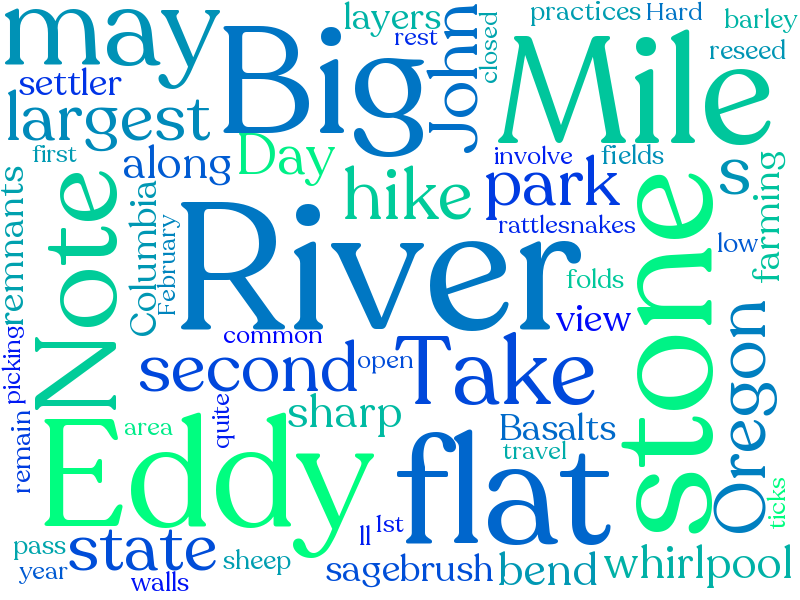 may
Big
John
layers
rest
closed
practices
Hard
barley
reseed
Mile
settler
largest
first
along
Day
hike
involve
fields
park
s
rattlesnakes
low
farming
remnants
Note
Columbia
February
River
stone
folds
view
common
second
open
Take
Oregon
picking
remain
area
quite
sharp
Basalts
travel
Eddy
flat
ticks
1st
ll
pass
state
sheep
year
walls
sagebrush
bend
whirlpool